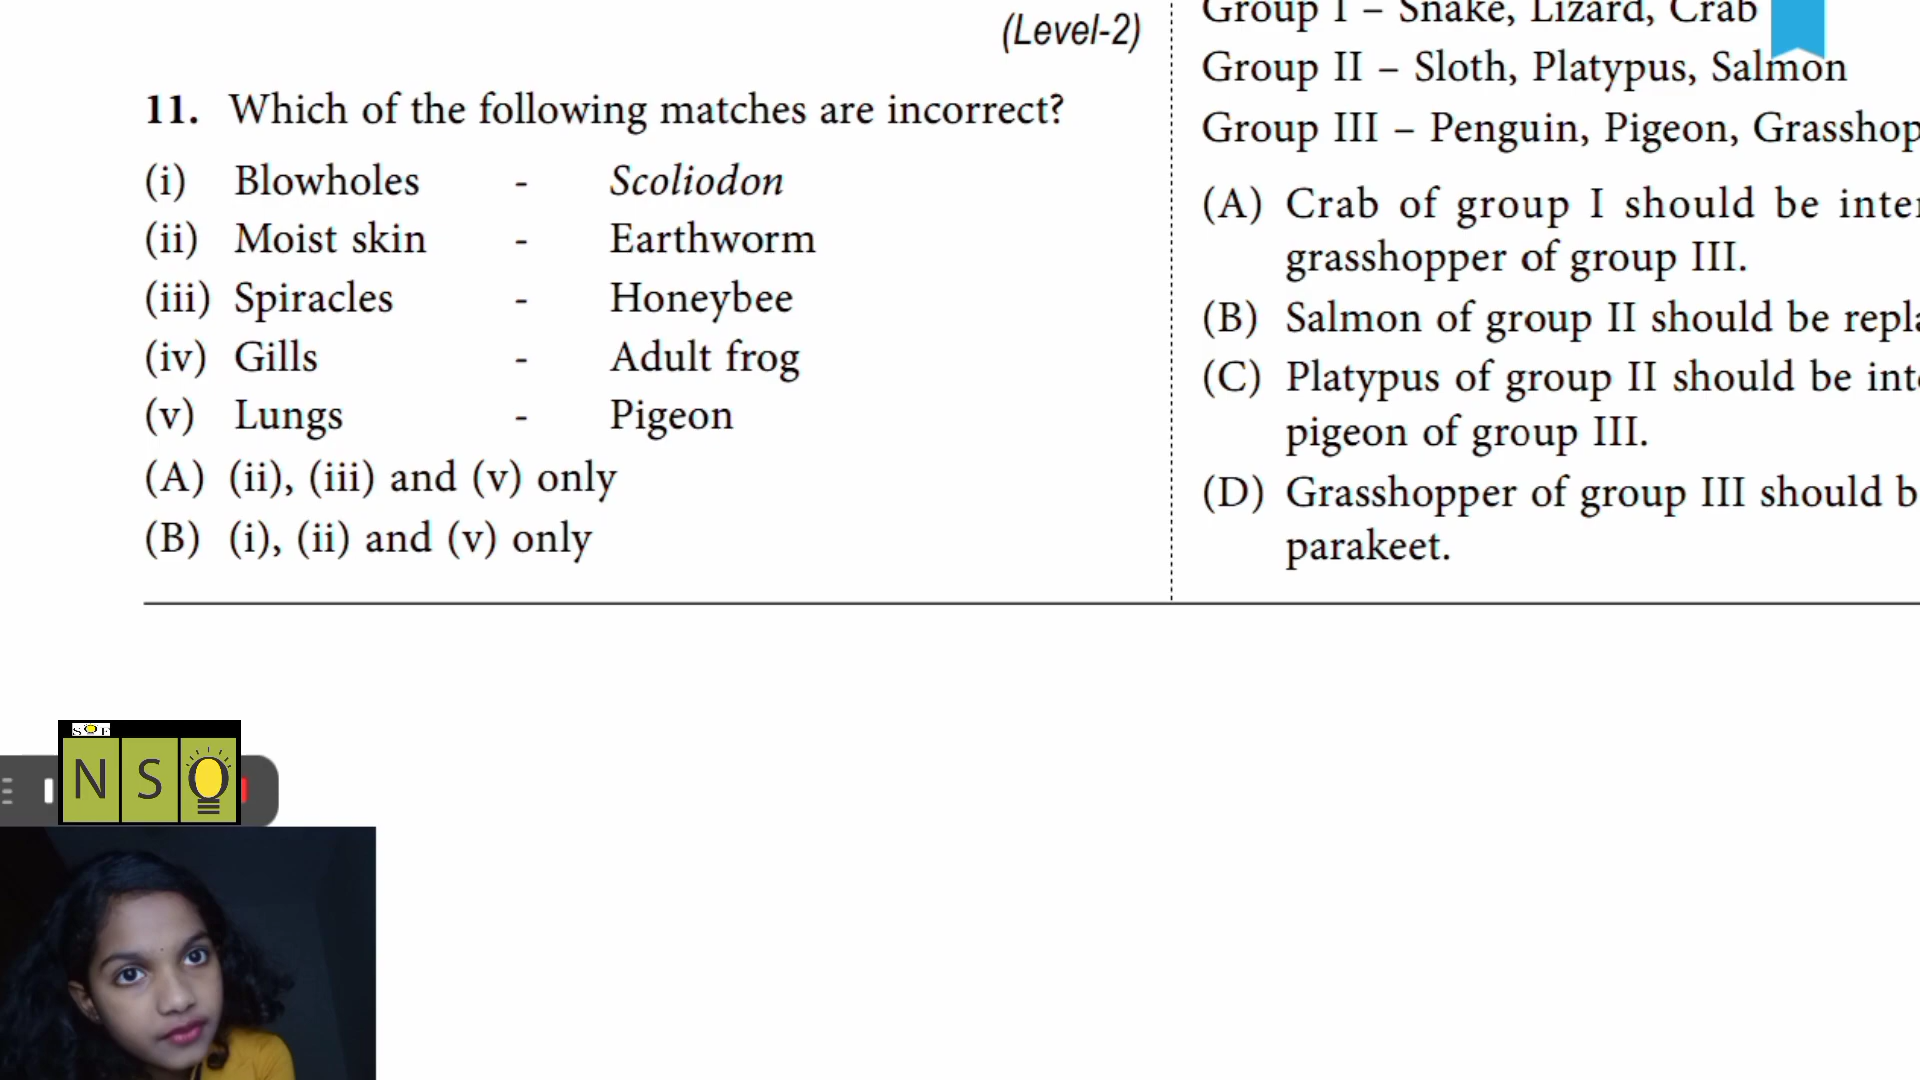 (Level-2)
11. Which of the following matches are incorrect?
(i) Blowholes - Scoliodon
(ii) Moist skin - Earthworm
(iii) Spiracles - Honeybee
(iv) Gills - Adult frog
(v) Lungs - Pigeon
(A) (ii), (iii) and (v) only
(B) (i), (ii) and (v) only
Group I – Snake, Lizard, Crab
Group II – Sloth, Platypus, Salmon
Group III – Penguin, Pigeon, Grasshop
(A) Crab of group I should be inter
grasshopper of group III.
(B) Salmon of group II should be repla
(C) Platypus of group II should be inte
pigeon of group III.
(D) Grasshopper of group III should b
parakeet.
SOF
NSO